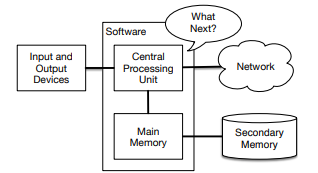 What
Next?
Software
Input and
Output
Devices
Central
Processing
Unit
Network
Main
Memory
Secondary
Memory